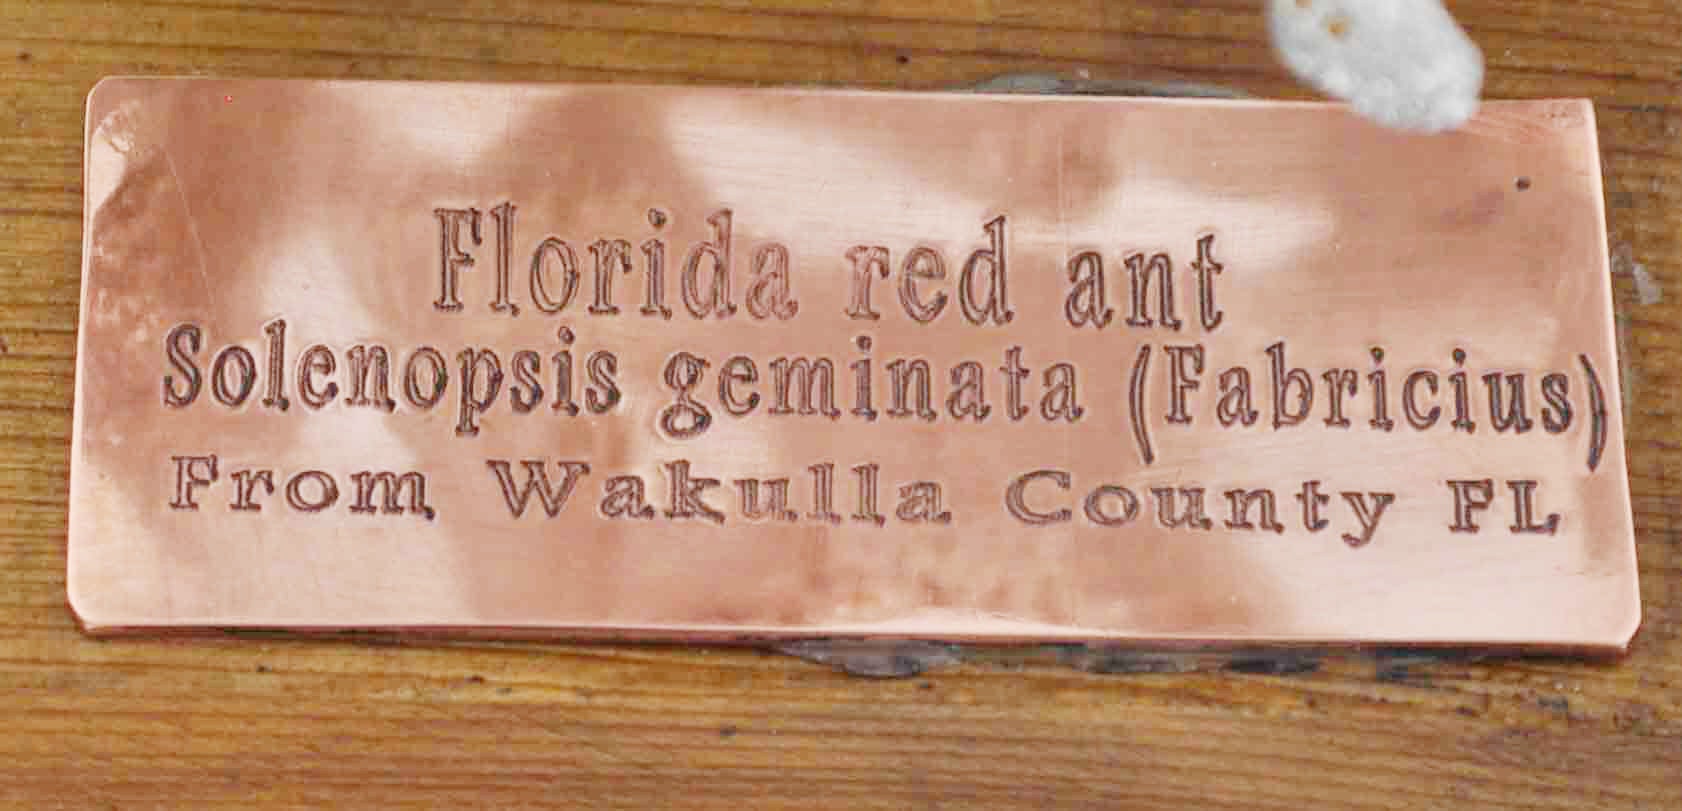 Florida red ant
Solenopsis geminata (Fabricius)
From Wakulla County FL